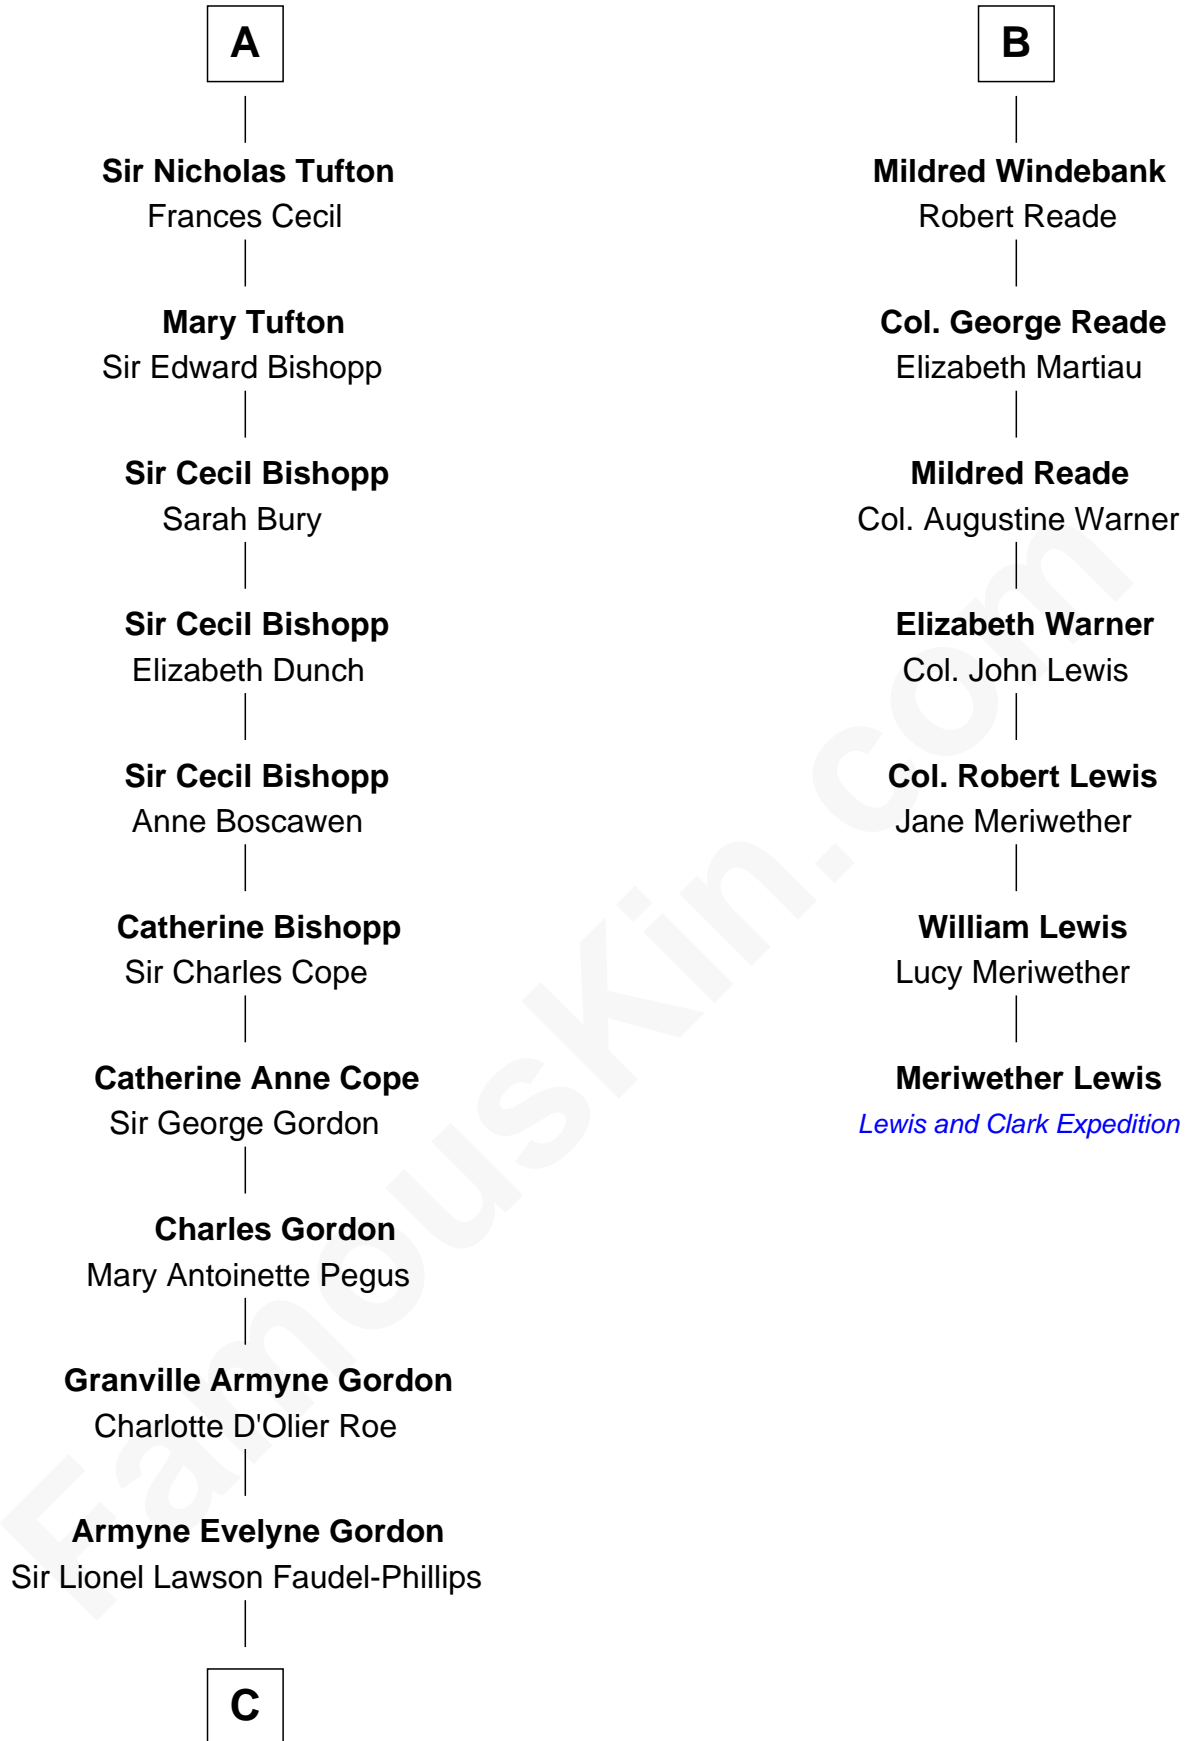 A
Sir Nicholas Tufton
Frances Cecil
Mary Tufton
Sir Edward Bishopp
Sir Cecil Bishopp
Sarah Bury
Sir Cecil Bishopp
Elizabeth Dunch
Sir Cecil Bishopp
Anne Boscawen
Catherine Bishopp
Sir Charles Cope
Catherine Anne Cope
Sir George Gordon
Charles Gordon
Mary Antoinette Pegus
Granville Armyne Gordon
Charlotte D'Olier Roe
Armyne Evelyne Gordon
Sir Lionel Lawson Faudel-Phillips
C
B
Mildred Windebank
Robert Reade
Col. George Reade
Elizabeth Martiau
Mildred Reade
Col. Augustine Warner
Elizabeth Warner
Col. John Lewis
Col. Robert Lewis
Jane Meriwether
William Lewis
Lucy Meriwether
Meriwether Lewis
Lewis and Clark Expedition
FamousKin.com